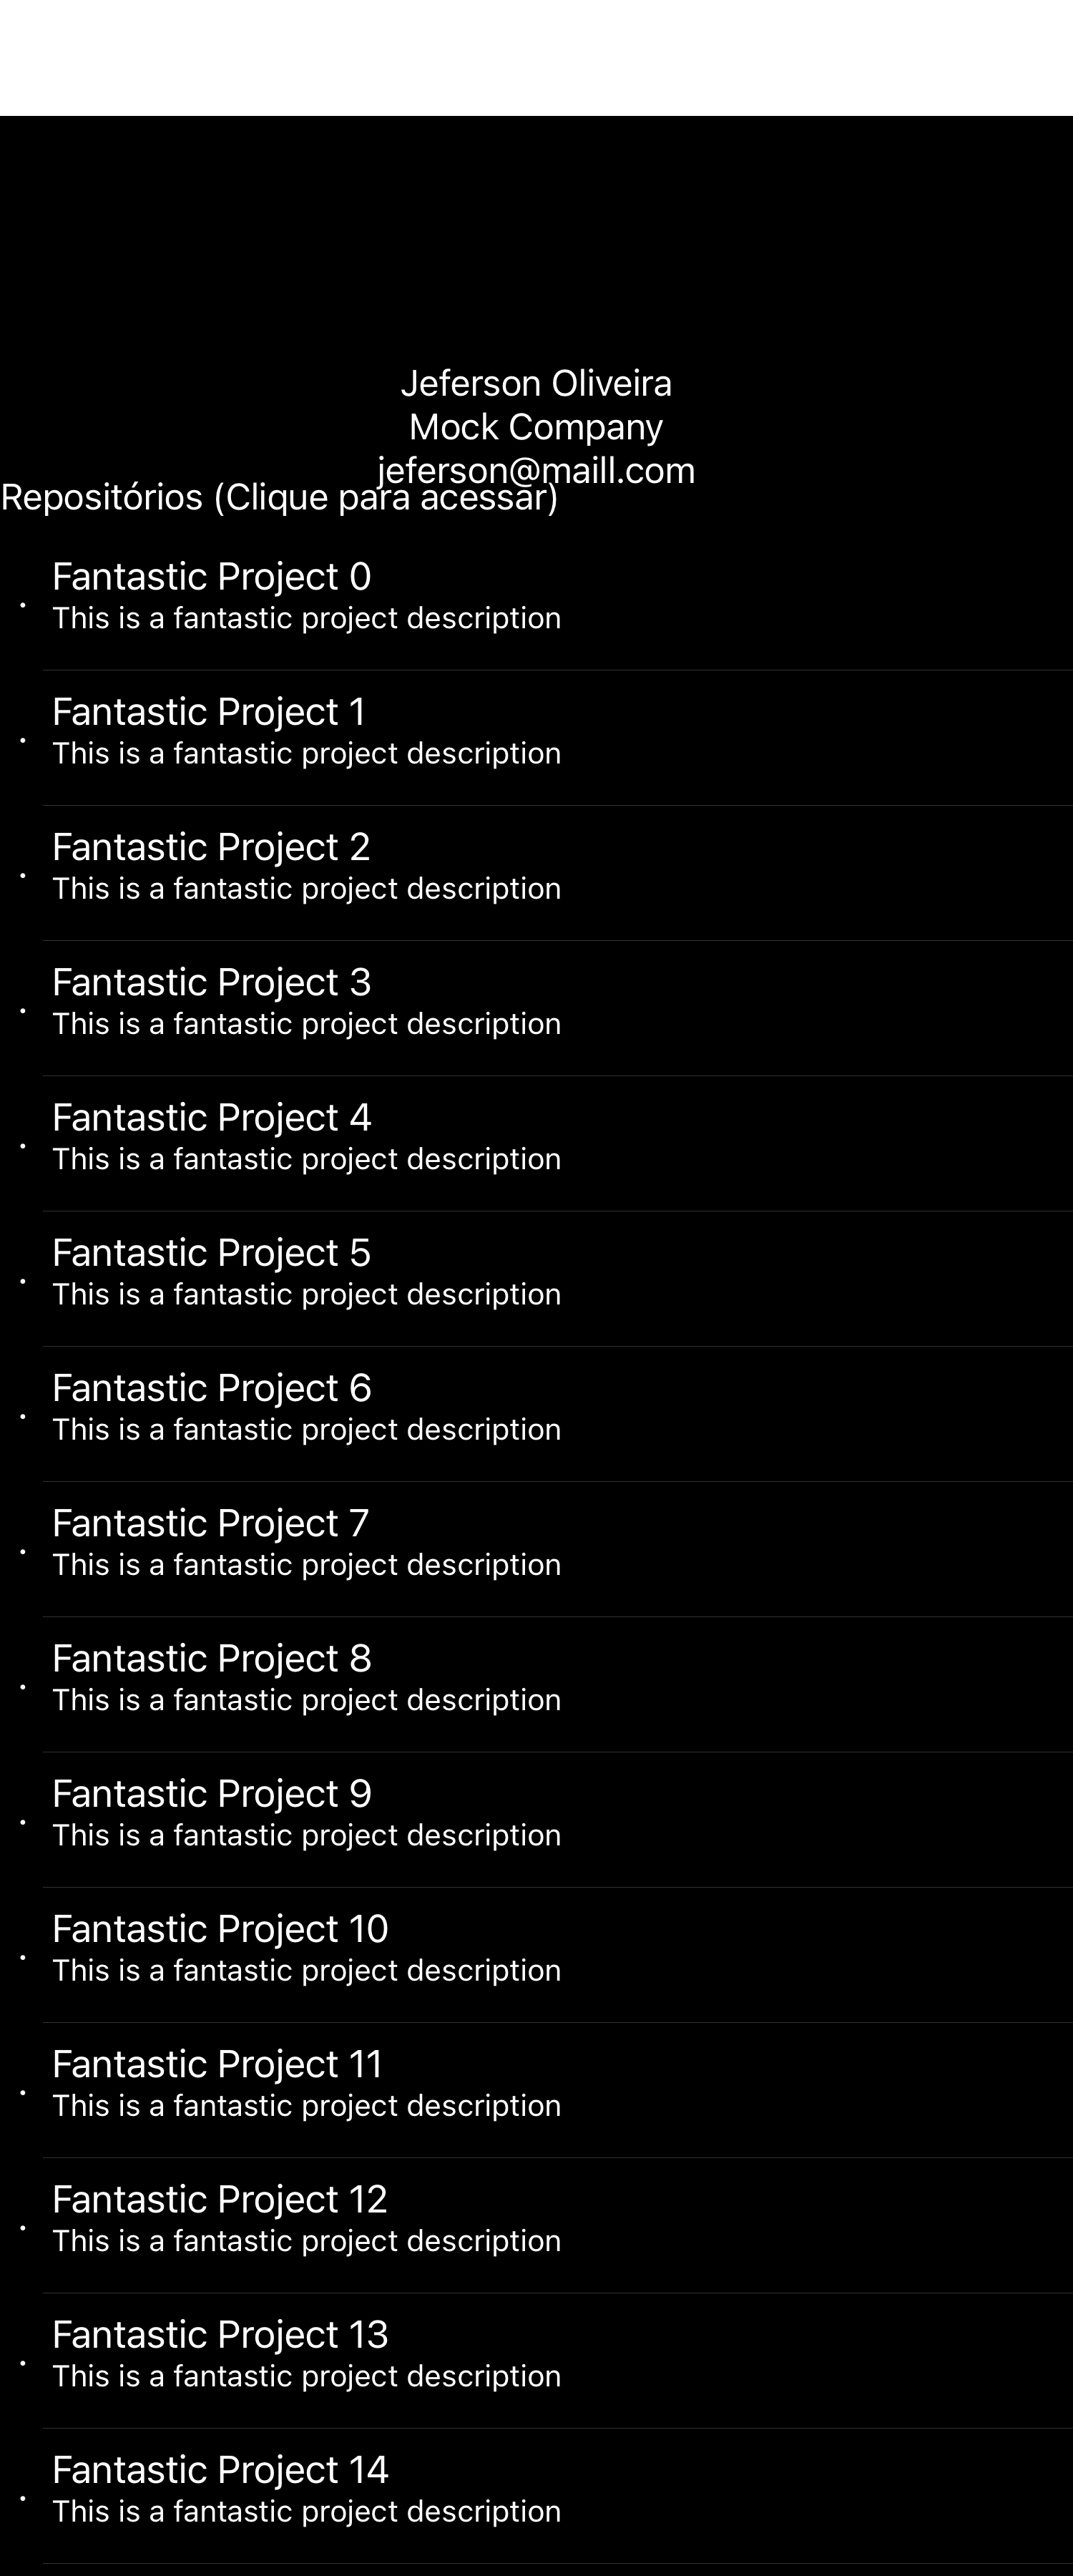 Jeferson Oliveira
Mock Company
jeferson@maill.com
Repositórios (Clique para acessar)
Fantastic Project 0
This is a fantastic project description
Fantastic Project 1
This is a fantastic project description
Fantastic Project 2
This is a fantastic project description
Fantastic Project 3
This is a fantastic project description
Fantastic Project 4
This is a fantastic project description
Fantastic Project 5
This is a fantastic project description
Fantastic Project 6
This is a fantastic project description
Fantastic Project 7
This is a fantastic project description
Fantastic Project 8
This is a fantastic project description
Fantastic Project 9
This is a fantastic project description
Fantastic Project 10
This is a fantastic project description
Fantastic Project 11
This is a fantastic project description
Fantastic Project 12
This is a fantastic project description
Fantastic Project 13
This is a fantastic project description
Fantastic Project 14
This is a fantastic project description